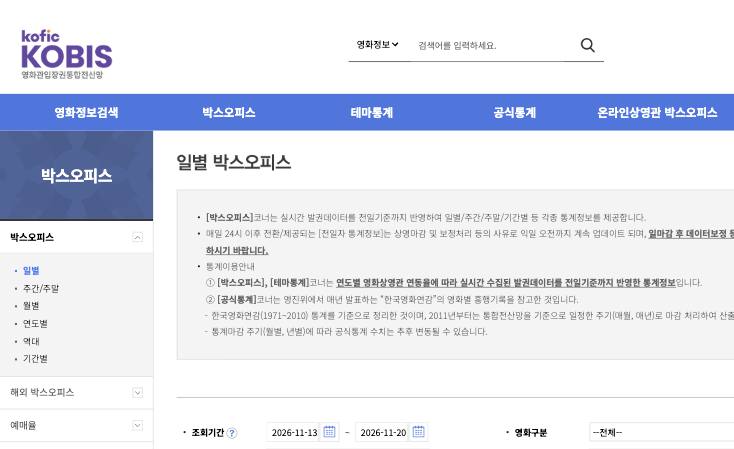 kofic
KOBIS
영화관입장권통합전산망
영화정보
검색어를 입력하세요.
영화정보검색 박스오피스 테마통계 공식통계 온라인상영관 박스오피스
박스오피스
박스오피스
일별
주간/주말
월별
연도별
역대
기간별
해외 박스오피스
예매율
일별 박스오피스
• [박스오피스]코너는 실시간 발권데이터를 전일기준까지 반영하여 일별/주간/주말/기간별 등 각종 통계정보를 제공합니다.
• 매일 24시 이후 전환/제공되는 [전일자 통계정보]는 상영마감 및 보정처리 등의 사유로 익일 오전까지 계속 업데이트 되며, 일마감 후 데이터보정 등
하시기 바랍니다.
• 통계이용안내
① [박스오피스], [테마통계]코너는 연도별 영화상영관 연동율에 따라 실시간 수집된 발권데이터를 전일기준까지 반영한 통계정보입니다.
② [공식통계]코너는 영진위에서 매년 발표하는 "한국영화연감"의 영화별 흥행기록을 참고한 것입니다.
- 한국영화연감(1971~2010) 통계를 기준으로 정리한 것이며, 2011년부터는 통합전산망을 기준으로 일정한 주기(매월, 매년)로 마감 처리하여 산출
- 통계마감 주기(월별, 년별)에 따라 공식통계 수치는 추후 변동될 수 있습니다.
• 조회기간 ? 2026-11-13 ~ 2026-11-20 • 영화구분 --전체--